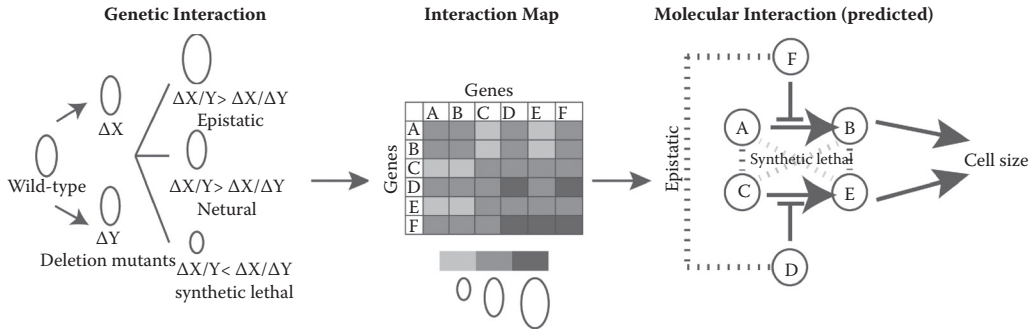 Genetic Interaction
Interaction Map
Molecular Interaction (predicted)
Wild-type
ΔX
ΔY
Deletion mutants
ΔX/Y> ΔX/ΔY
Epistatic
ΔX/Y> ΔX/ΔY
Netural
ΔX/Y< ΔX/ΔY
synthetic lethal
Genes
A B C D E F
Genes
A
B
C
D
E
F
Epistatic
F
A
B
Synthetic lethal
C
E
D
Cell size